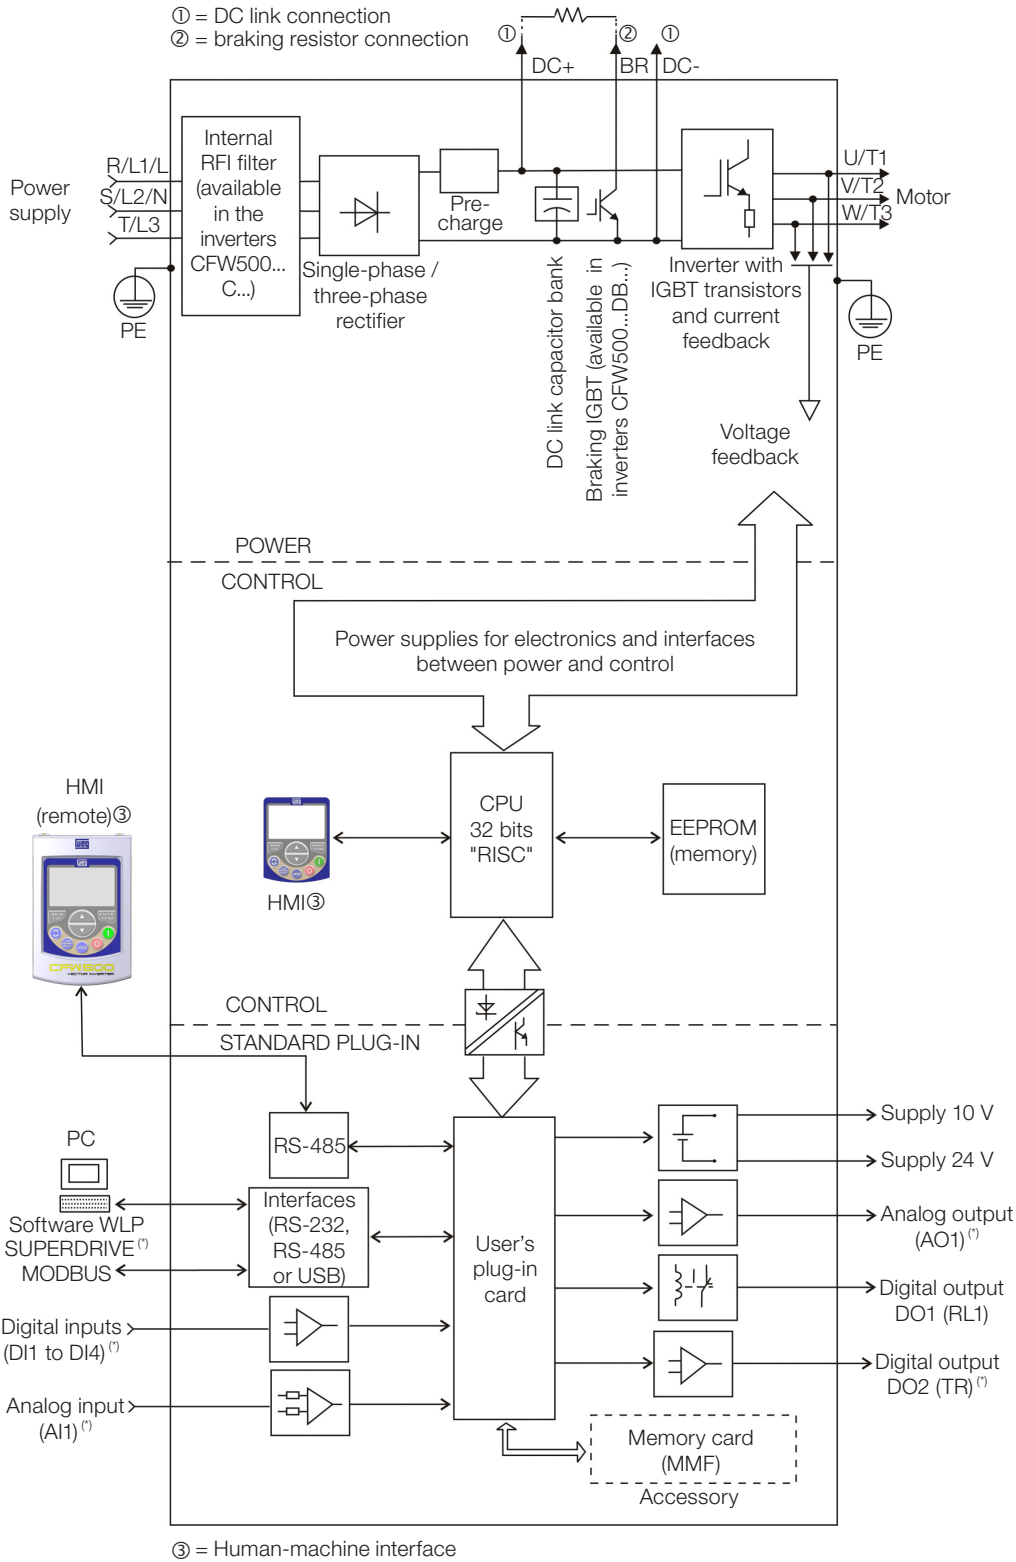 ① = DC link connection
② = braking resistor connection
① ② ①
DC+ BR DC-
Power
supply
R/L1/L
S/L2/N
T/L3
PE
Internal
RFI filter
(available
in the
inverters
CFW500...
C...)
Single-phase /
three-phase
rectifier
Pre-
charge
DC link capacitor bank
Braking IGBT (available in
inverters CFW500...DB...)
Inverter with
IGBT transistors
and current
feedback
U/T1
V/T2
W/T3
Motor
PE
Voltage
feedback
POWER
CONTROL
Power supplies for electronics and interfaces
between power and control
HMI
(remote)③
CFW500
VECTOR INVERTER
HMI③
CPU
32 bits
"RISC"
EEPROM
(memory)
CONTROL
STANDARD PLUG-IN
PC
Software WLP
SUPERDRIVE (*)
MODBUS
Digital inputs
(DI1 to DI4) (*)
Analog input
(AI1) (*)
RS-485
Interfaces
(RS-232,
RS-485
or USB)
User's
plug-in
card
Supply 10 V
Supply 24 V
Analog output
(AO1) (*)
Digital output
DO1 (RL1)
Digital output
DO2 (TR) (*)
Memory card
(MMF)
Accessory
③ = Human-machine interface